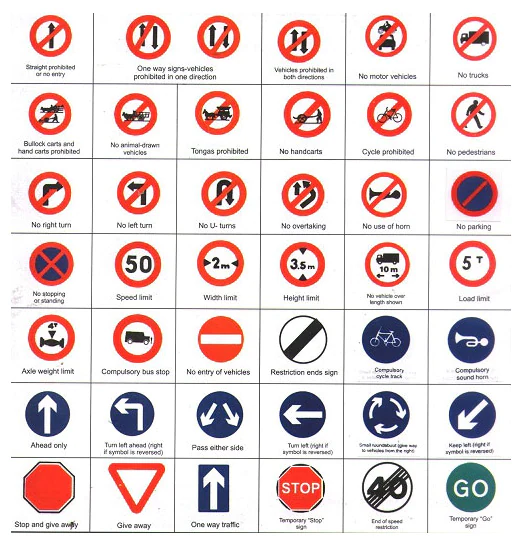 Straight prohibited
or no entry
One way signs-vehicles
prohibited in one direction
Vehicles prohibited in
both directions
No motor vehicles
No trucks
Bullock carts and
hand carts prohibited
No animal-drawn
vehicles
Tongas prohibited
No handcarts
Cycle prohibited
No pedestrians
No right turn
No left turn
No U- turns
No overtaking
No use of horn
No parking
50
2m
3.5m
10 m
5 T
No stopping
or standing
Speed limit
Width limit
Height limit
No vehicle over
length shown
Load limit
4T
Axle weight limit
Compulsory bus stop
No entry of vehicles
Restriction ends sign
Compulsory
cycle track
Compulsory
sound horn
Ahead only
Turn left ahead (right
if symbol is reversed)
Pass either side
Turn left (right if
symbol is reversed)
Small roundabout (give way
to vehicles from the right)
Keep left (right if
symbol is reversed)
STOP
40
GO
Stop and give away
Give away
One way traffic
Temporary "Stop"
sign
End of speed
restriction
Temporary "Go"
sign